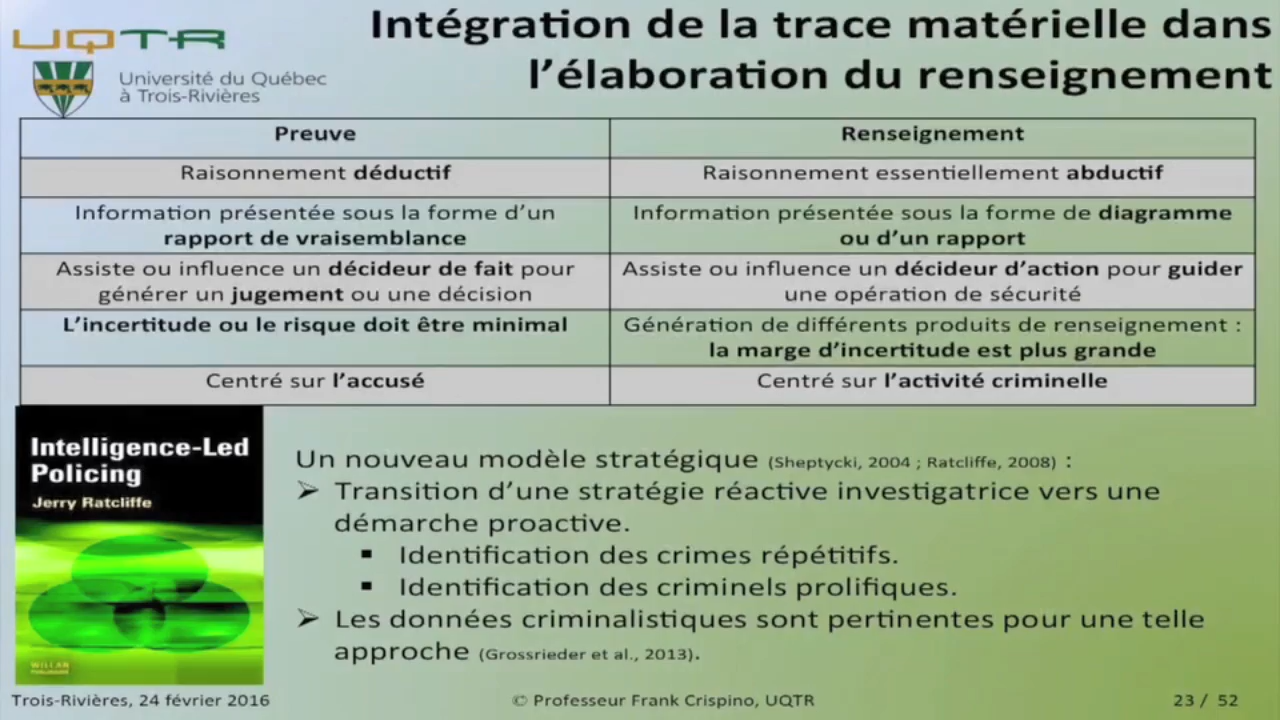 Intégration de la trace matérielle dans
l'élaboration du renseignement
UQTR
Université du Québec
à Trois-Rivières
Preuve
Renseignement
Raisonnement déductif
Raisonnement essentiellement abductif
Information présentée sous la forme d'un
rapport de vraisemblance
Information présentée sous la forme de diagramme
ou d'un rapport
Assiste ou influence un décideur de fait pour
générer un jugement ou une décision
Assiste ou influence un décideur d'action pour guider
une opération de sécurité
L'incertitude ou le risque doit être minimal
Génération de différents produits de renseignement :
la marge d'incertitude est plus grande
Centré sur l'accusé
Centré sur l'activité criminelle
Intelligence-Led
Policing
Jerry Ratcliffe
WILLAN
PUBLISHING
Un nouveau modèle stratégique (Sheptycki, 2004 ; Ratcliffe, 2008) :
➢ Transition d'une stratégie réactive investigatrice vers une
démarche proactive.
▪ Identification des crimes répétitifs.
▪ Identification des criminels prolifiques.
➢ Les données criminalistiques sont pertinentes pour une telle
approche (Grossrieder et al., 2013).
Trois-Rivières, 24 février 2016
© Professeur Frank Crispino, UQTR
23 / 52